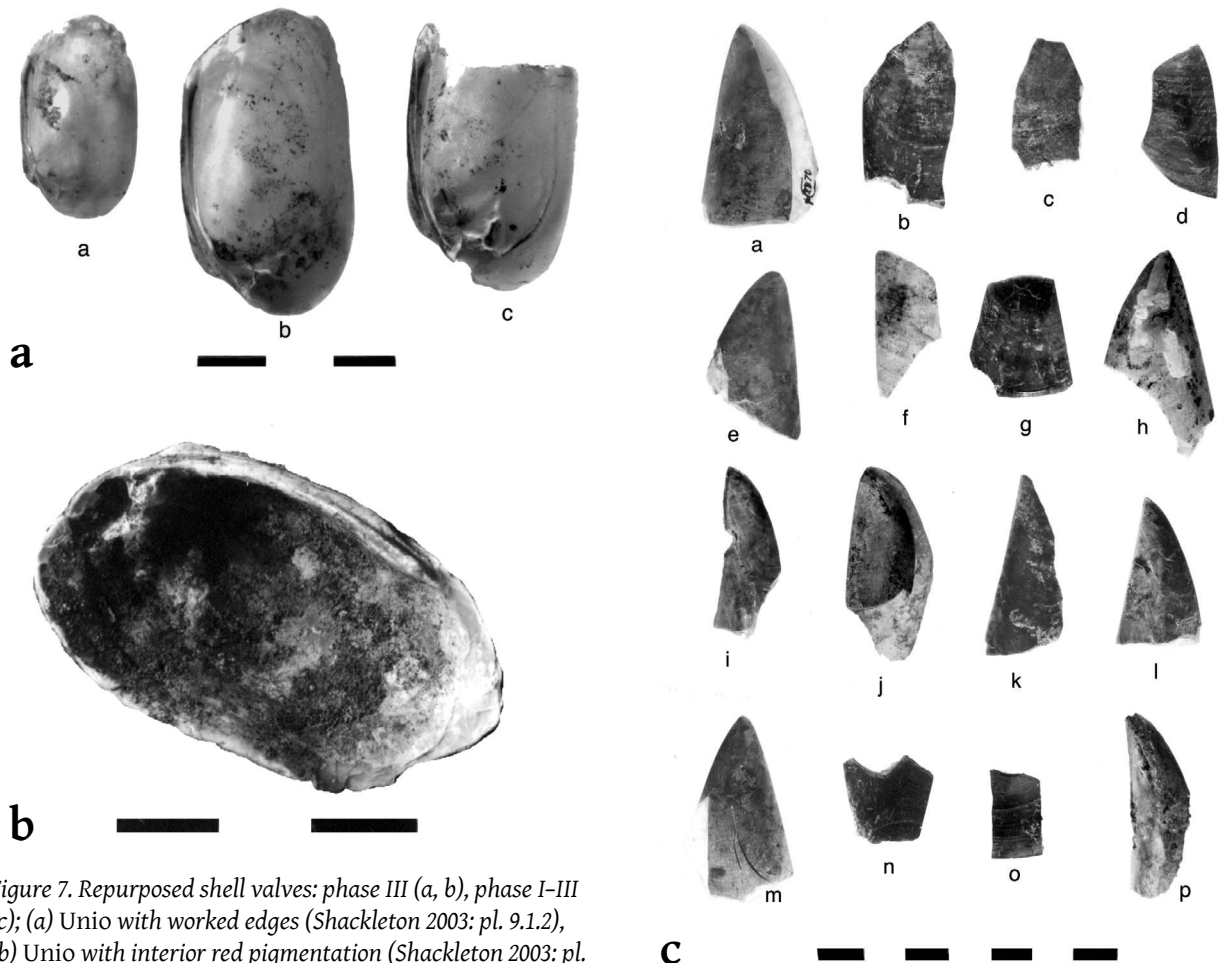 a
b
c
a
b
a
b
c
d
e
f
g
h
i
j
k
l
m
n
o
p
c
igure 7. Repurposed shell valves: phase III (a, b), phase I–III
c); (a) Unio with worked edges (Shackleton 2003: pl. 9.1.2),
b) Unio with interior red pigmentation (Shackleton 2003: pl.